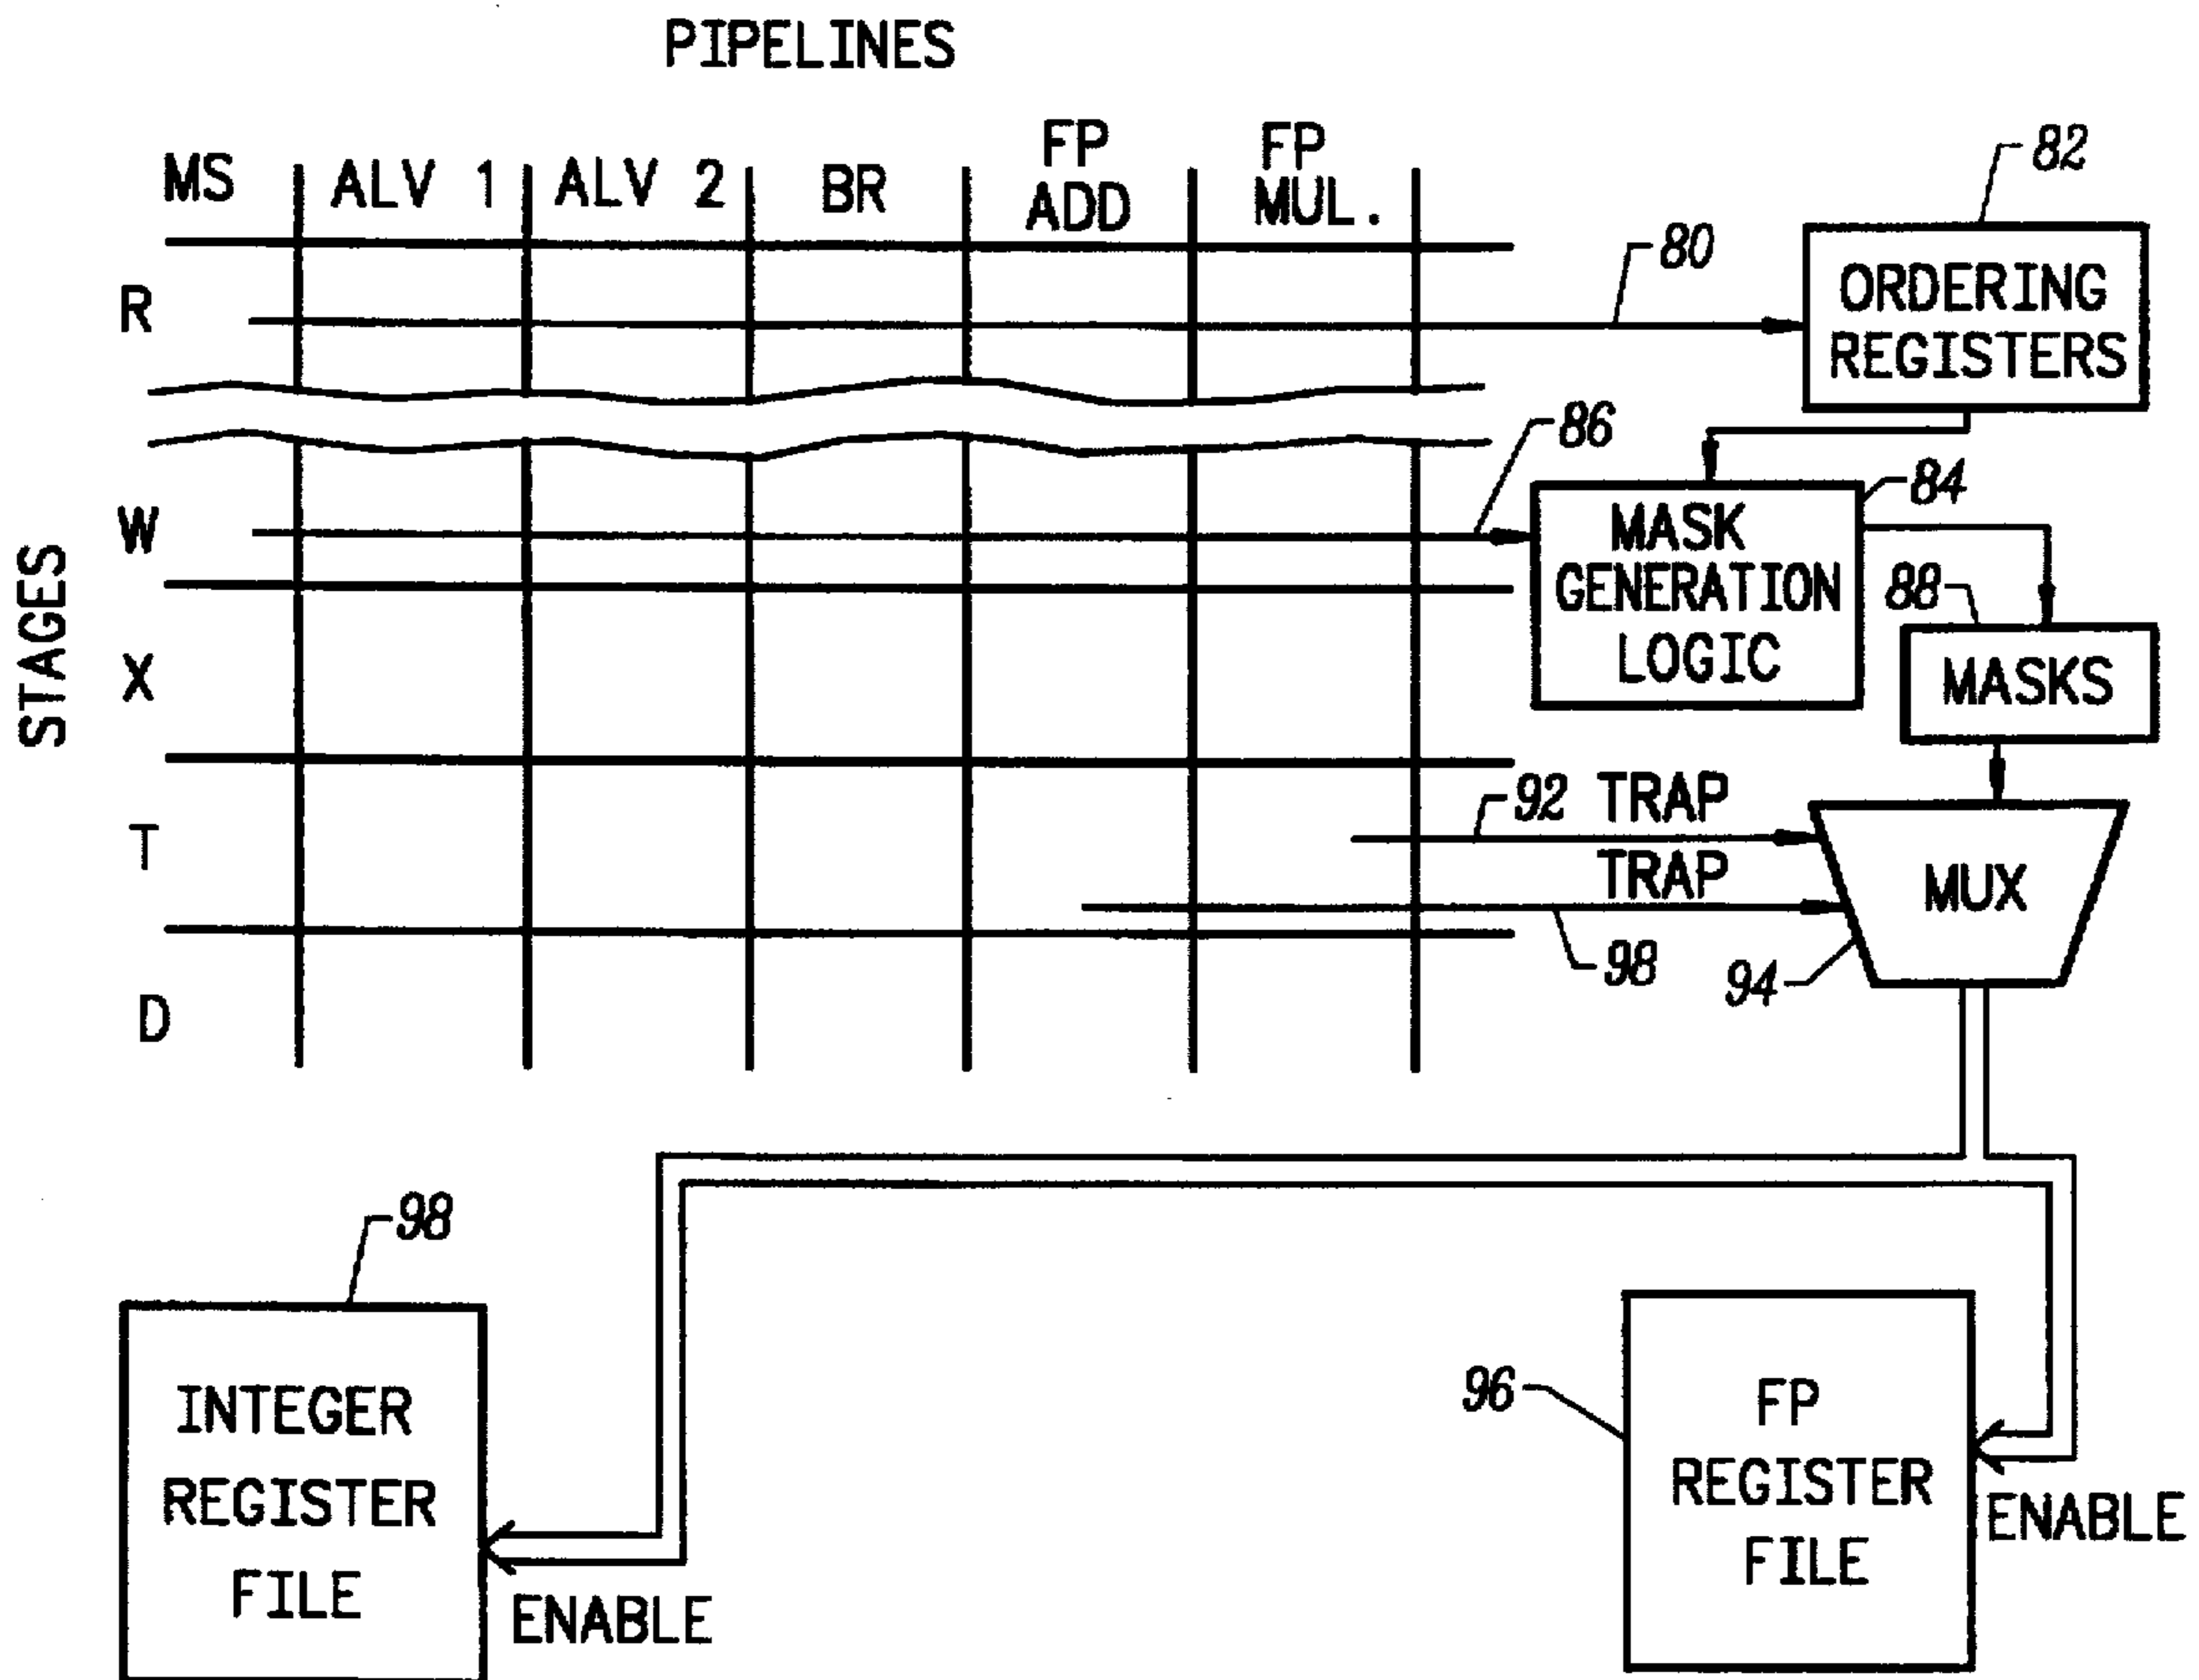 PIPELINES
MS ALV 1 ALV 2 BR FP ADD FP MUL.
82
80
R
ORDERING
REGISTERS
86
84
STAGES
W
MASK
GENERATION
LOGIC
88
X
MASKS
92 TRAP
T
TRAP
MUX
98
94
D
98
INTEGER
REGISTER
FILE
ENABLE
96
FP
REGISTER
FILE
ENABLE